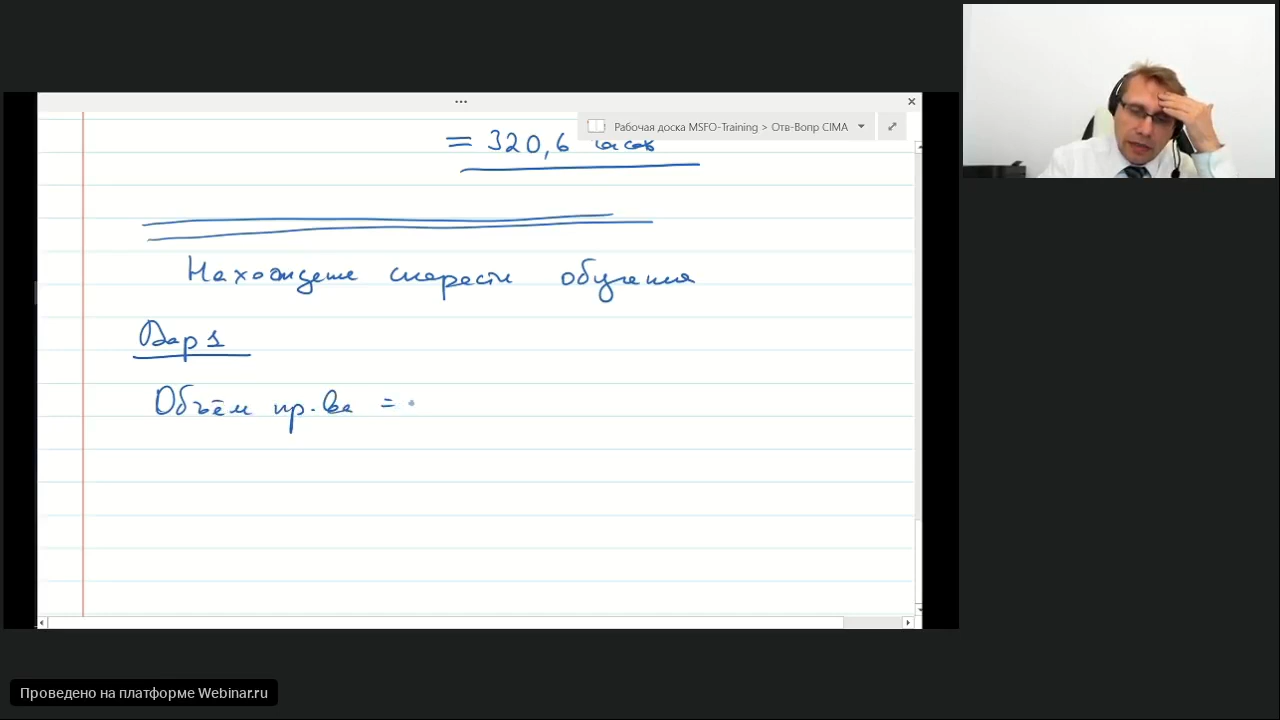 Рабочая доска MSFO-Training > Отв-Вопр CIMA
= 320,6 часов
Нахождение скорости обучения
Вар 1
Объём пр-ва =
Проведено на платформе Webinar.ru